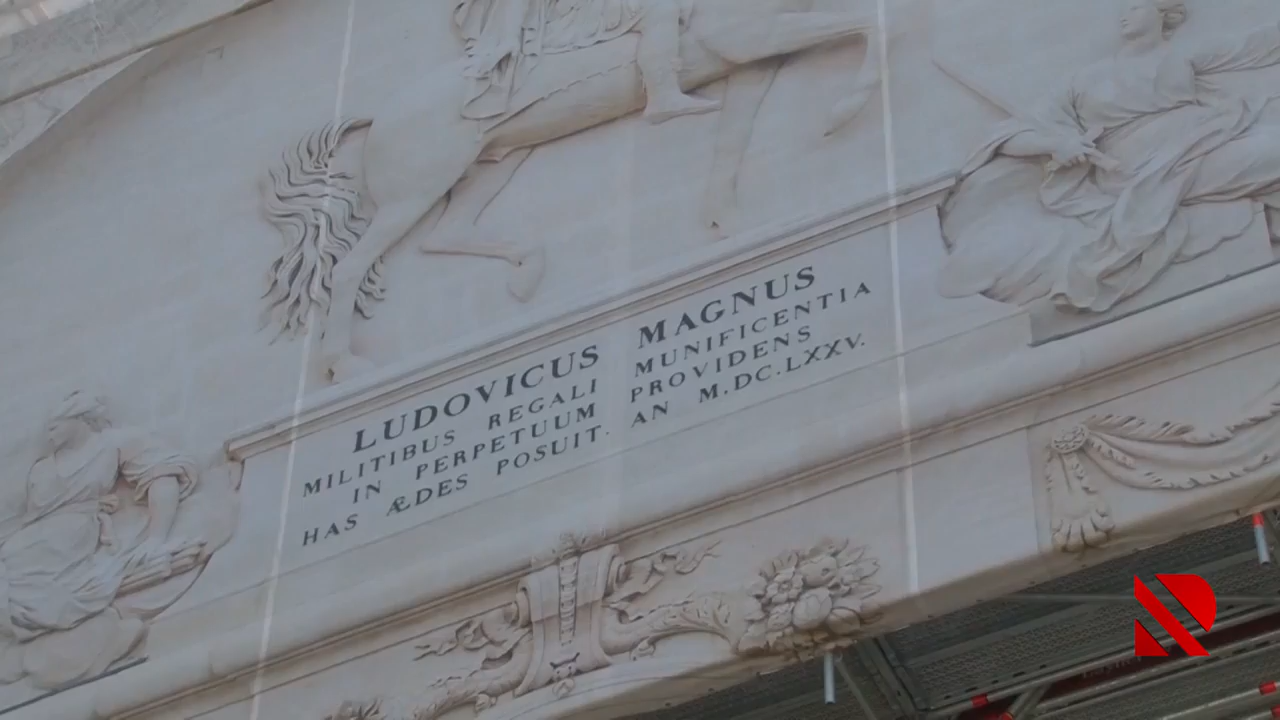 LUDOVICUS MAGNUS
MILITIBUS REGALI MUNIFICENTIA
IN PERPETUUM PROVIDENS
HAS ÆDES POSUIT. AN M.DC.LXXV.